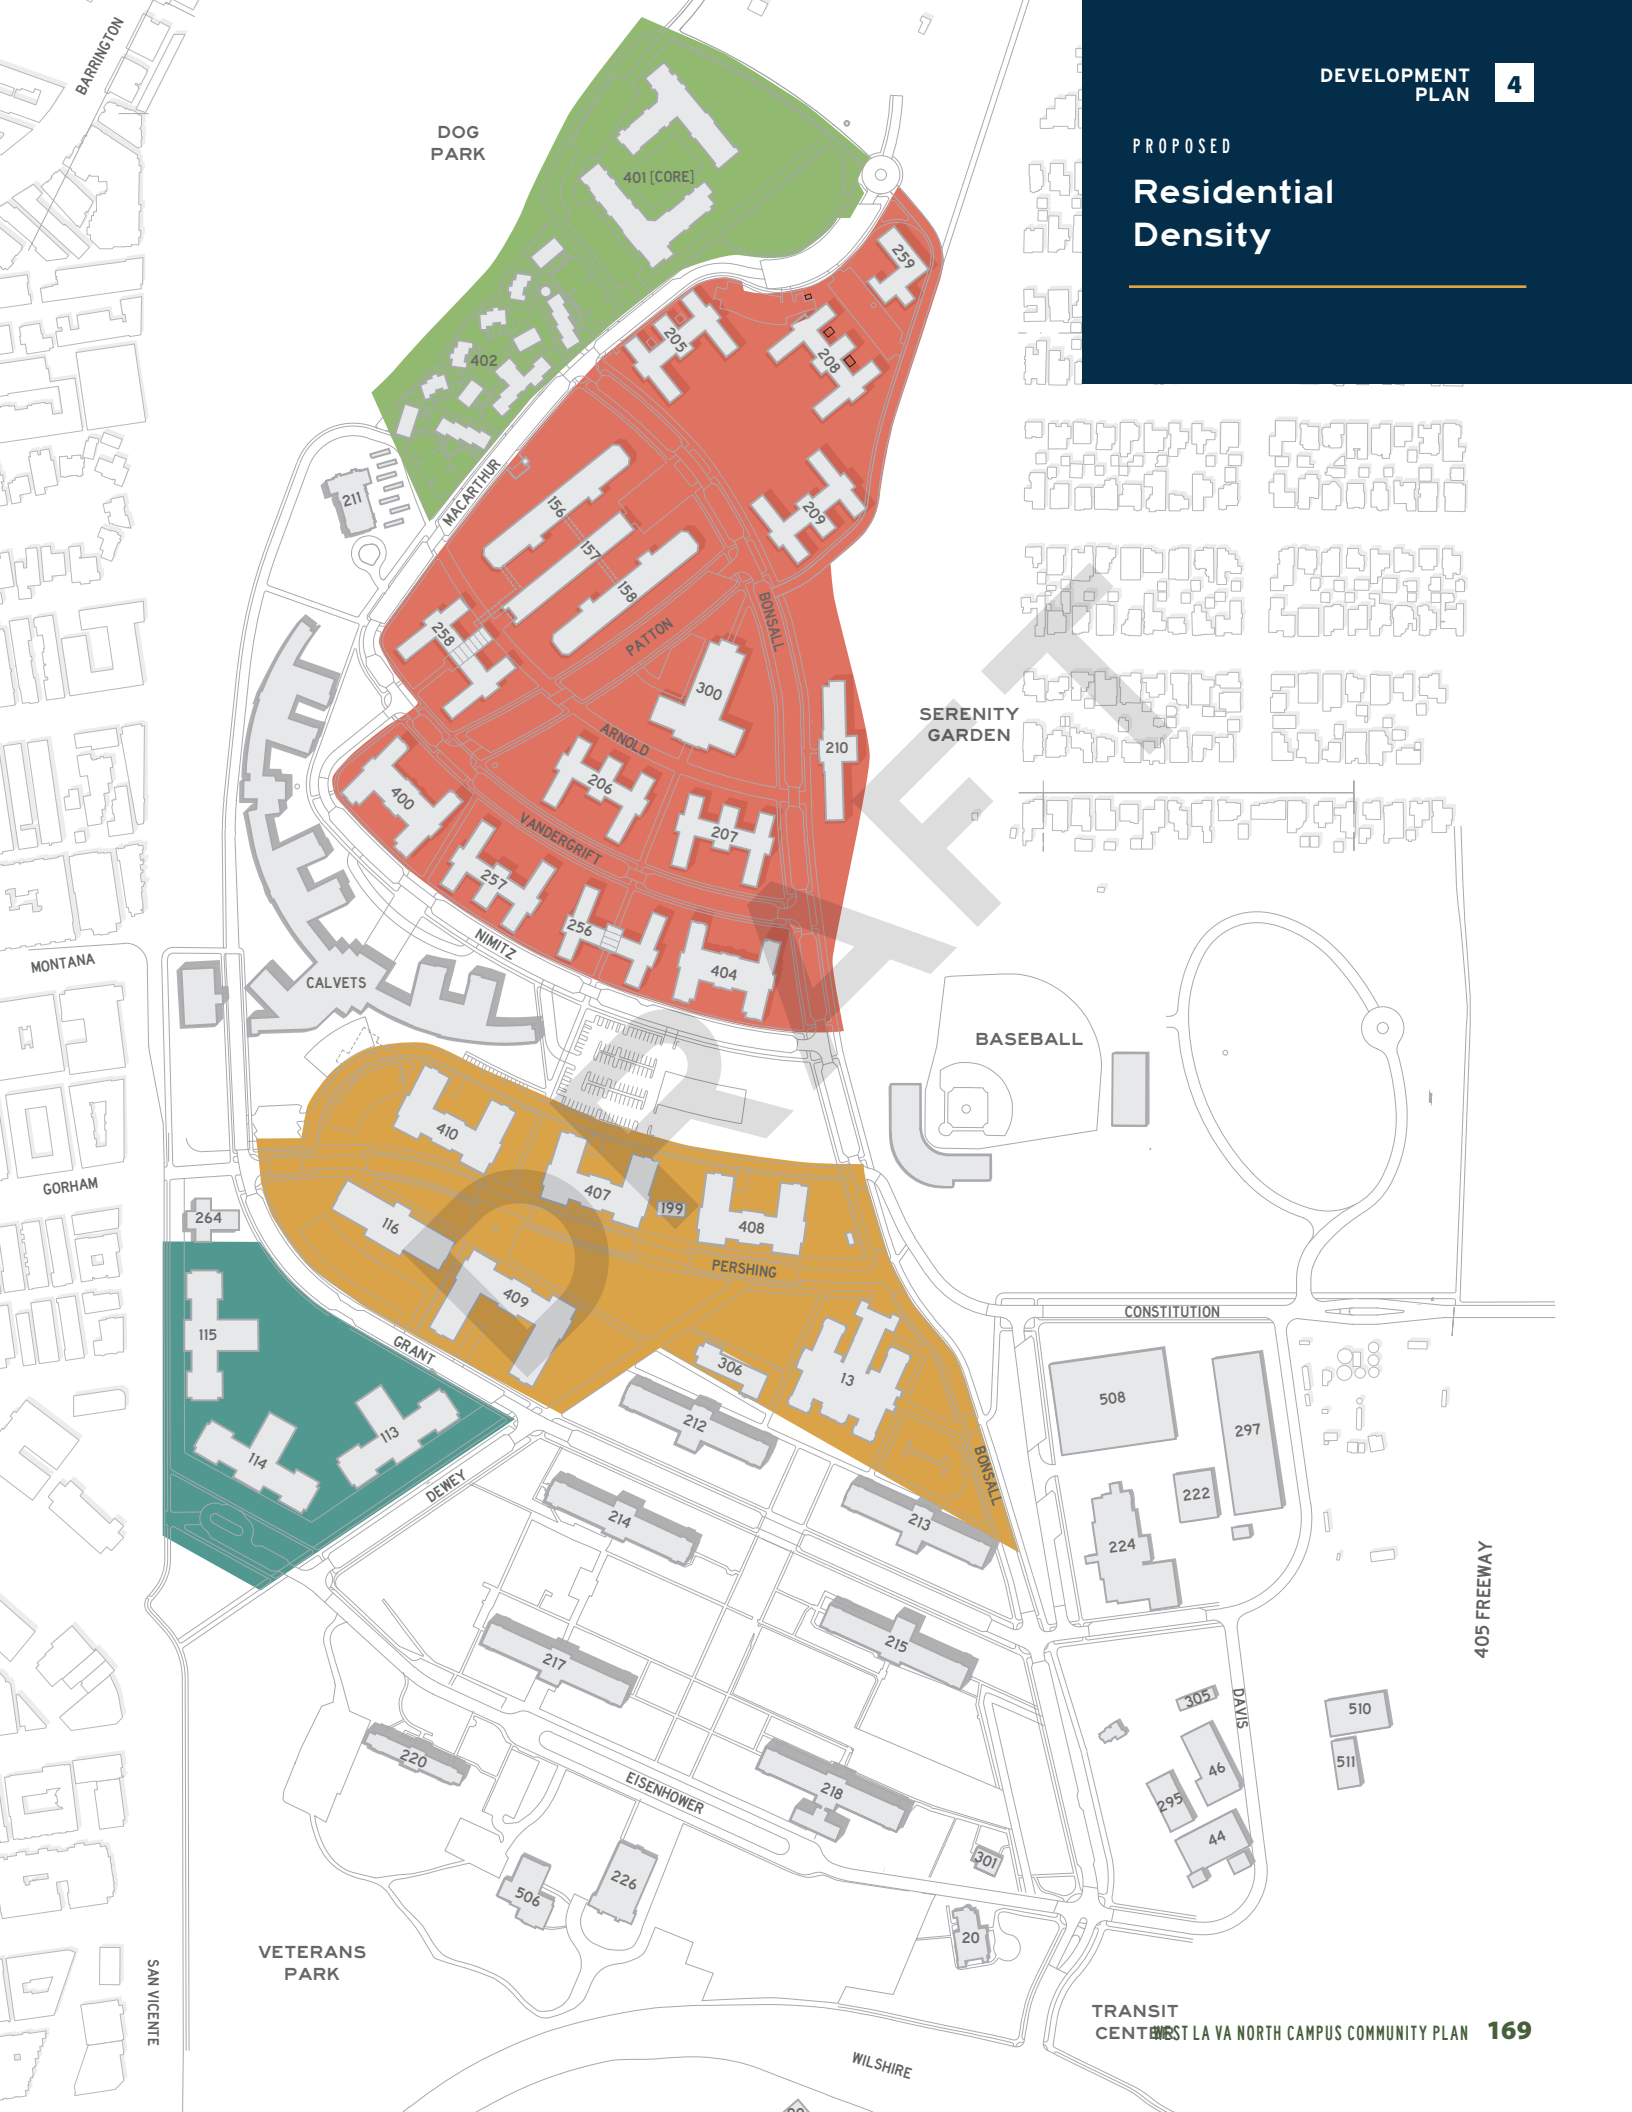 DEVELOPMENT
PLAN
4
PROPOSED
Residential
Density
BARRINGTON
DOG
PARK
401 [CORE]
259
205
208
402
211
MACARTHUR
156
209
157
158
BONSALL
258
PATTON
300
SERENITY
GARDEN
210
ARNOLD
206
400
207
VANDERGRIFT
257
256
NIMITZ
404
MONTANA
CALVETS
BASEBALL
410
GORHAM
407
199
264
116
408
PERSHING
409
CONSTITUTION
115
GRANT
306
13
508
212
297
113
114
BONSALL
DEWEY
222
214
213
224
405 FREEWAY
215
217
305
DAVIS
510
220
46
511
218
295
EISENHOWER
44
301
226
506
20
VETERANS
PARK
SAN VICENTE
TRANSIT
CENTER
WEST LA VA NORTH CAMPUS COMMUNITY PLAN 169
WILSHIRE
DRAFT